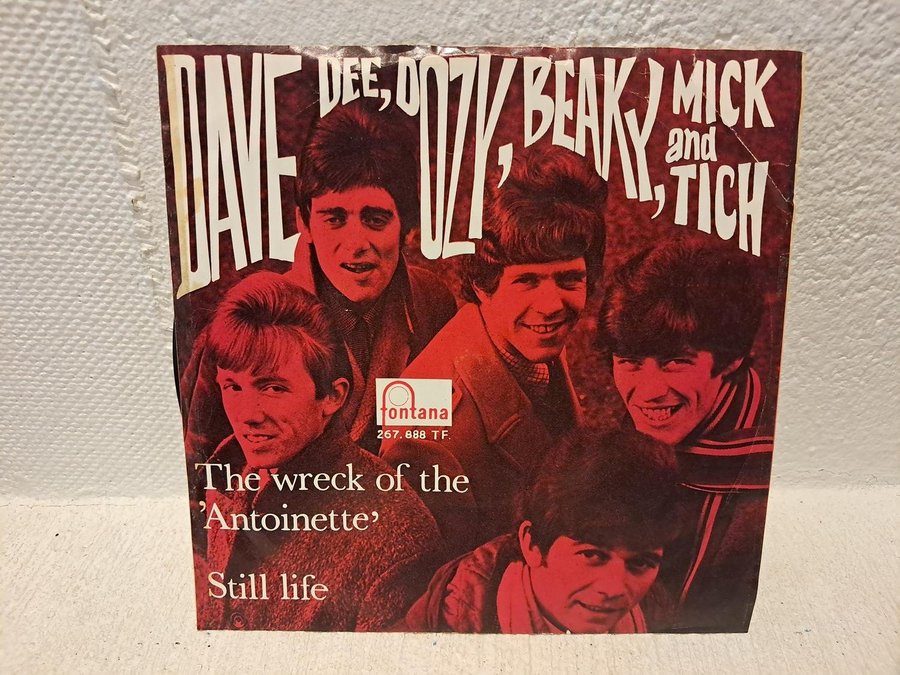 DAVE DEE, DOZY, BEAKY, MICK
and
TICH
fontana
267.888 TF.
The wreck of the
'Antoinette'
Still life